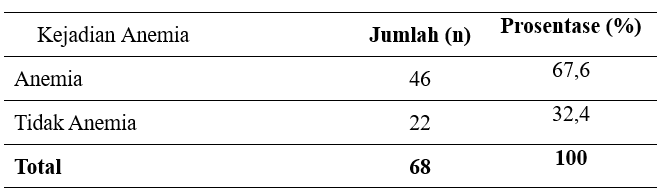 Kejadian Anemia Jumlah (n) Prosentase (%)
Anemia 46 67,6
Tidak Anemia 22 32,4
Total 68 100